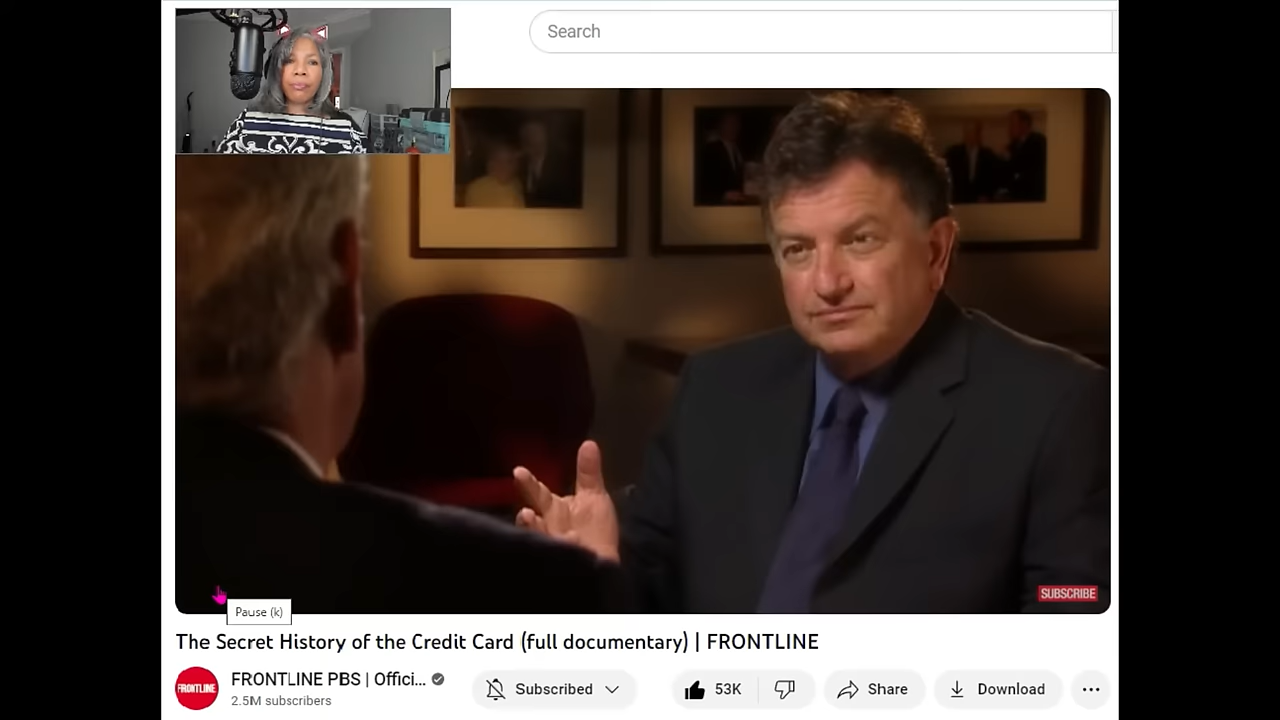 Search
SUBSCRIBE
Pause (k)
The Secret History of the Credit Card (full documentary) | FRONTLINE
FRONTLINE
FRONTLINE PBS | Offici...
2.5M subscribers
Subscribed
53K
Share
Download